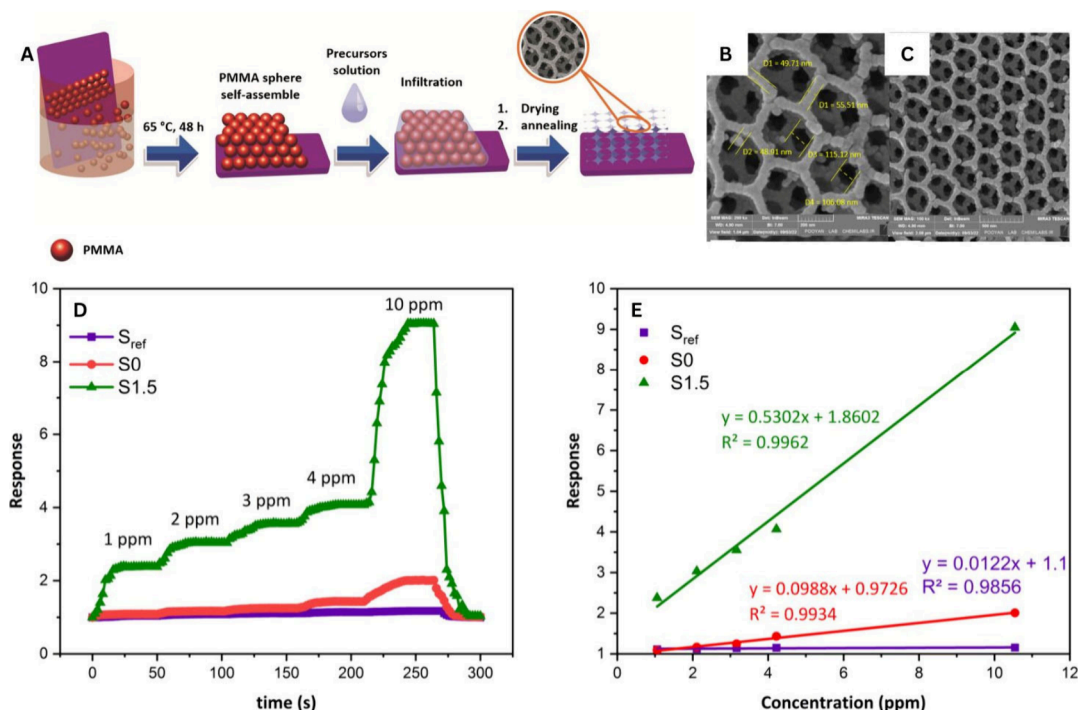 A
65 °C, 48 h
PMMA sphere
self-assemble
Precursors
solution
Infiltration
1. Drying
2. annealing
PMMA
B
D1 = 49.71 nm
D1 = 55.51 nm
D2 = 48.91 nm
D3 = 115.17 nm
C
D
10
8
6
4
2
0
Response
Sref
S0
S1.5
1 ppm
2 ppm
3 ppm
4 ppm
10 ppm
0 50 100 150 200 250 300
time (s)
E
10
9
8
7
6
5
4
3
2
1
Response
Sref
S0
S1.5
y = 0.5302x + 1.8602
R² = 0.9962
y = 0.0988x + 0.9726
R² = 0.9934
y = 0.0122x + 1.1
R² = 0.9856
0 2 4 6 8 10 12
Concentration (ppm)